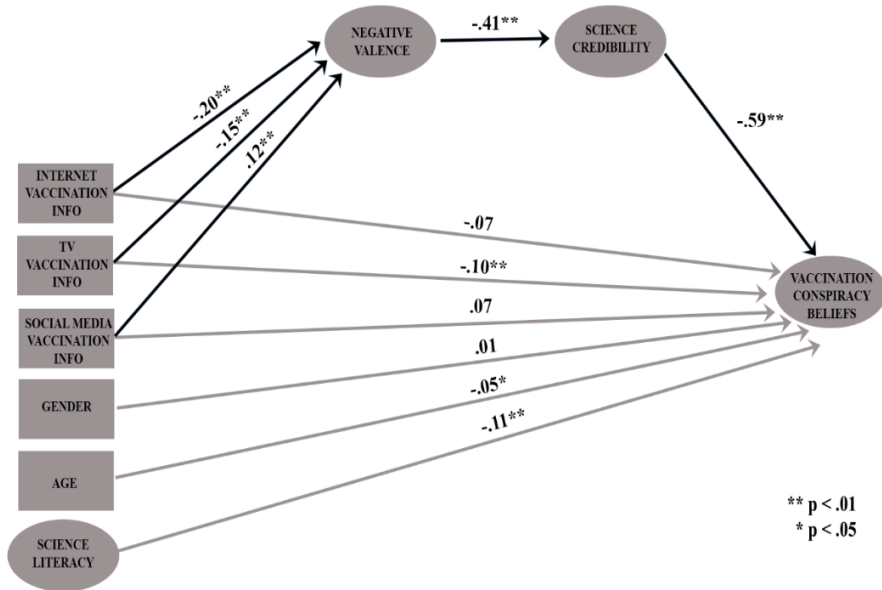 NEGATIVE
VALENCE
-.41**
SCIENCE
CREDIBILITY
-.20**
-.15**
.12**
-.59**
INTERNET
VACCINATION
INFO
-.07
TV
VACCINATION
INFO
-.10**
VACCINATION
CONSPIRACY
BELIEFS
SOCIAL MEDIA
VACCINATION
INFO
.07
.01
GENDER
-.05*
-.11**
AGE
** p < .01
* p < .05
SCIENCE
LITERACY